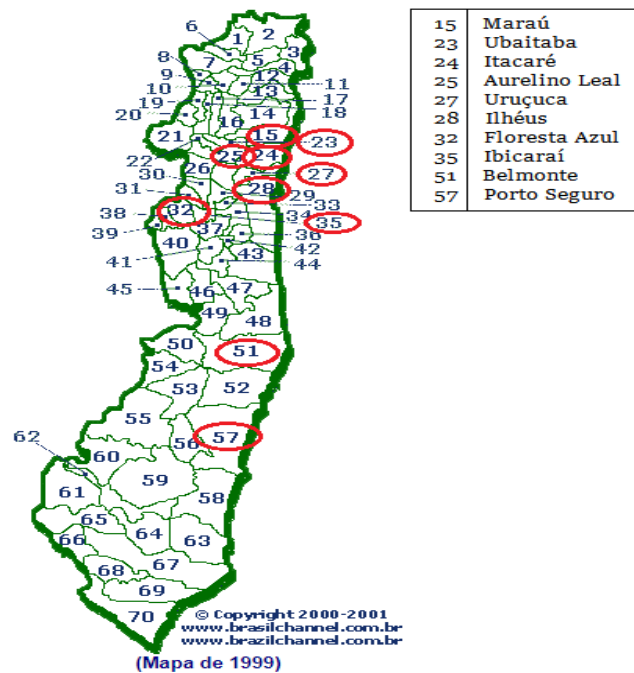 6
1 2
3
8 7 5
4
9 12
10 11
13
19 17
20 14 18
16
21 15 23
22 25 24
26 27
30
28
31 29
33
32
38 34
35
37
39 36
40
42
43
41 44
45 46 47
49
48
50
51
54
53 52
55
62 57
56
60
59
61 58
65
64
66 63
67
68
69
70
© Copyright 2000-2001
www.brasilchannel.com.br
www.brazilchannel.com.br
(Mapa de 1999)
15 Maraú
23 Ubaitaba
24 Itacaré
25 Aurelino Leal
27 Uruçuca
28 Ilhéus
32 Floresta Azul
35 Ibicaraí
51 Belmonte
57 Porto Seguro